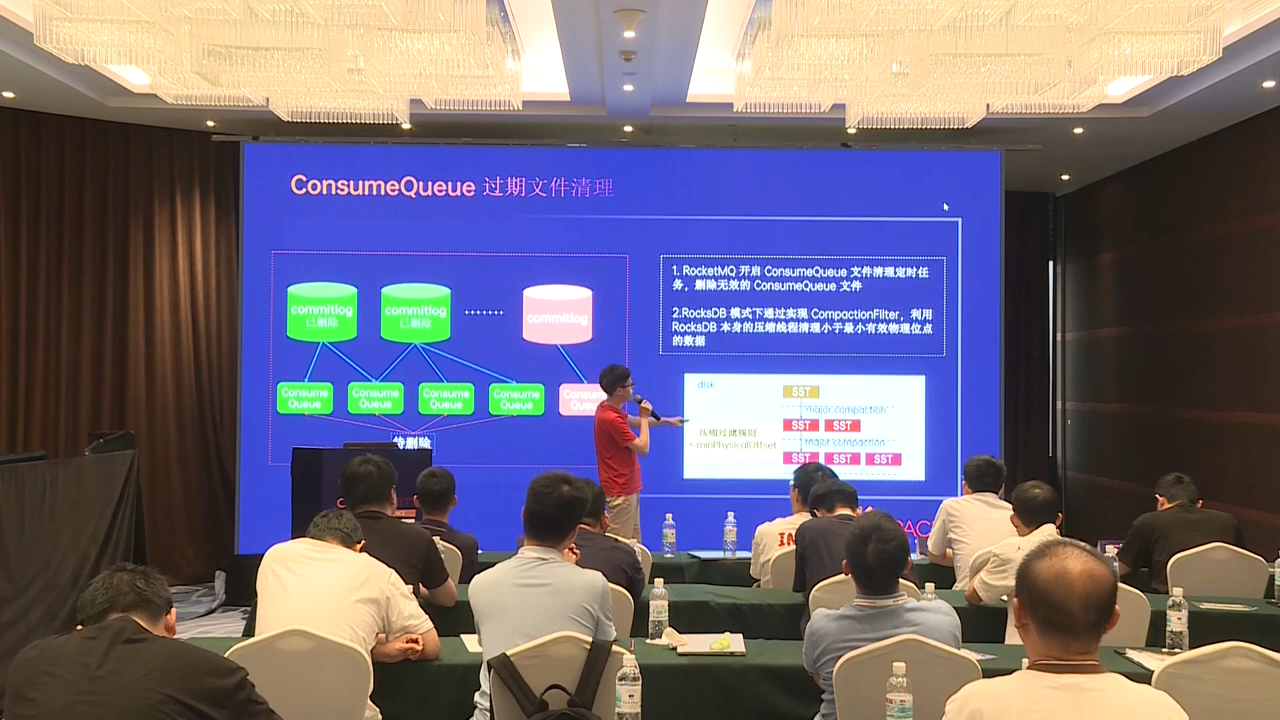 ConsumeQueue 过期文件清理
commitlog
已删除
commitlog
已删除
commitlog
Consume
Queue
Consume
Queue
Consume
Queue
Consume
Queue
待删除
1. RocketMQ 开启 ConsumeQueue 文件清理定时任
务，删除无效的 ConsumeQueue 文件
2.RocksDB 模式下通过实现 CompactionFilter，利用
RocksDB 本身的压缩线程清理小于最小有效物理位点
的数据
disk
SST
major compaction
压缩过滤规则
SST SST
< minPhysicalOffset
major compaction
SST SST SST